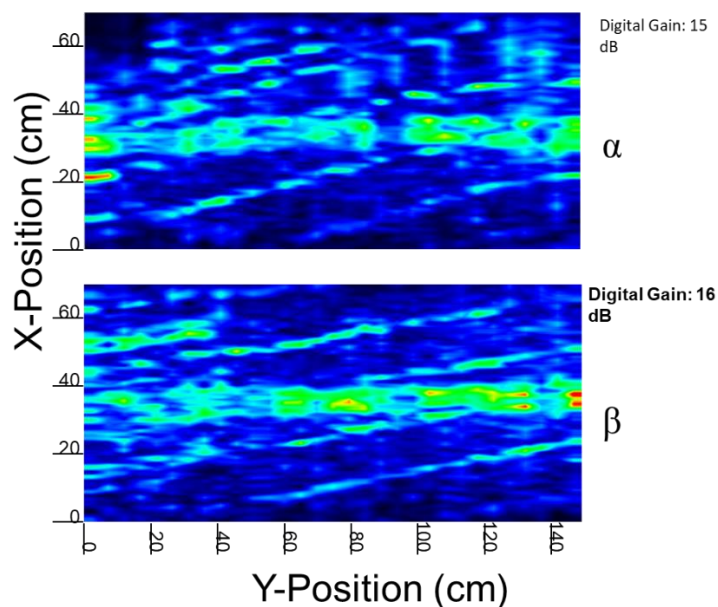 Digital Gain: 15
dB
60
40
20
0
α
X-Position (cm)
Digital Gain: 16
dB
60
40
20
0
β
0
20
40
60
80
100
120
140
Y-Position (cm)